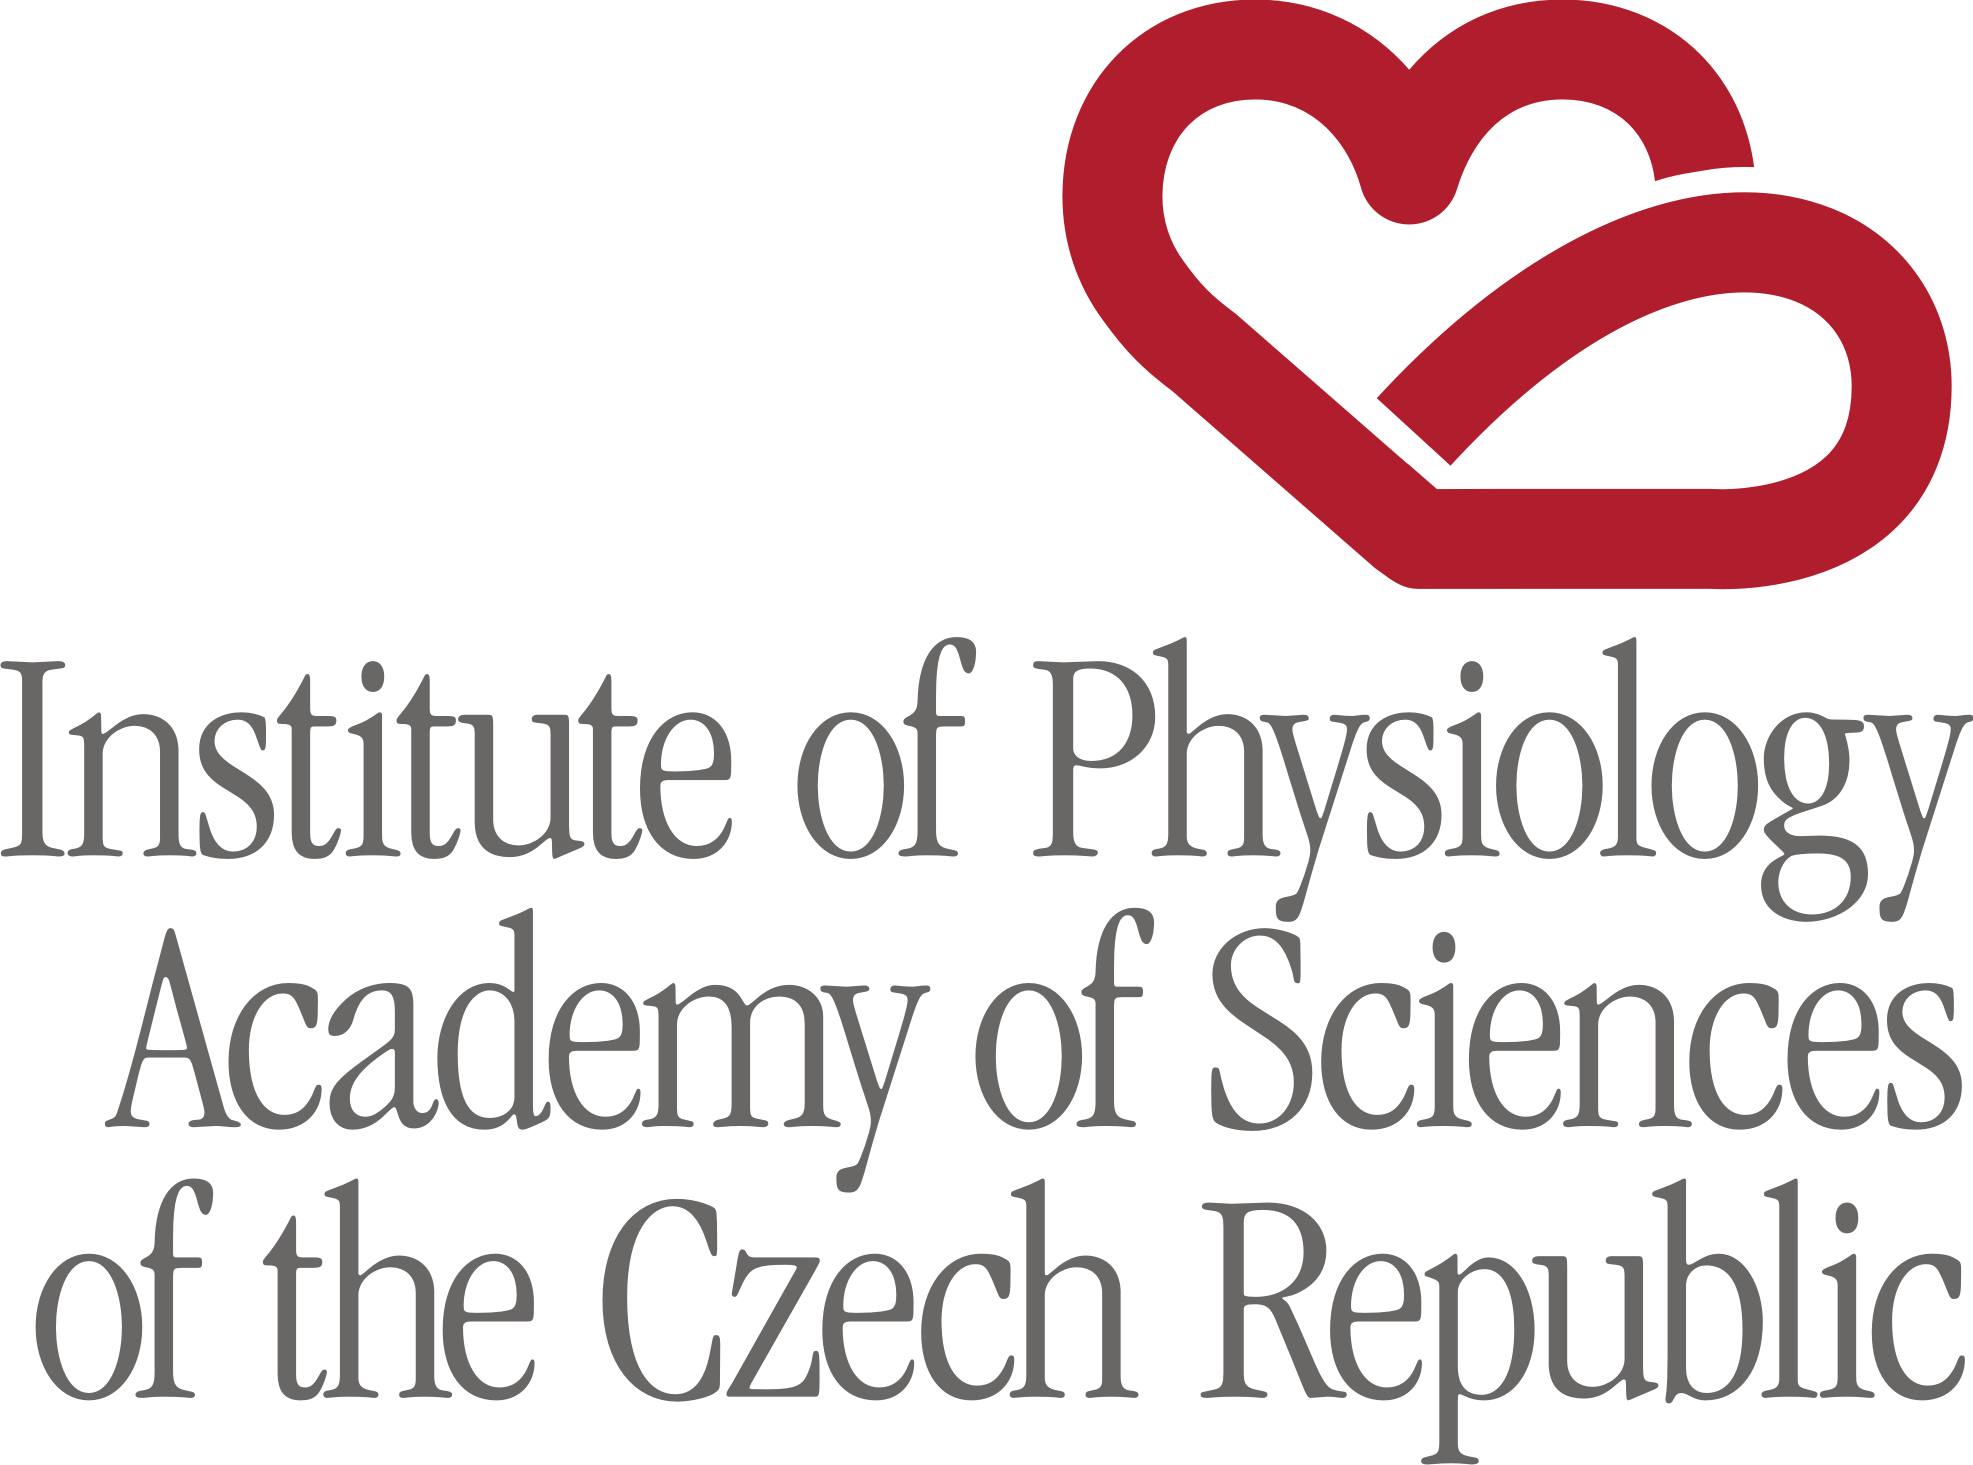 Institute of Physiology
Academy of Sciences
of the Czech Republic